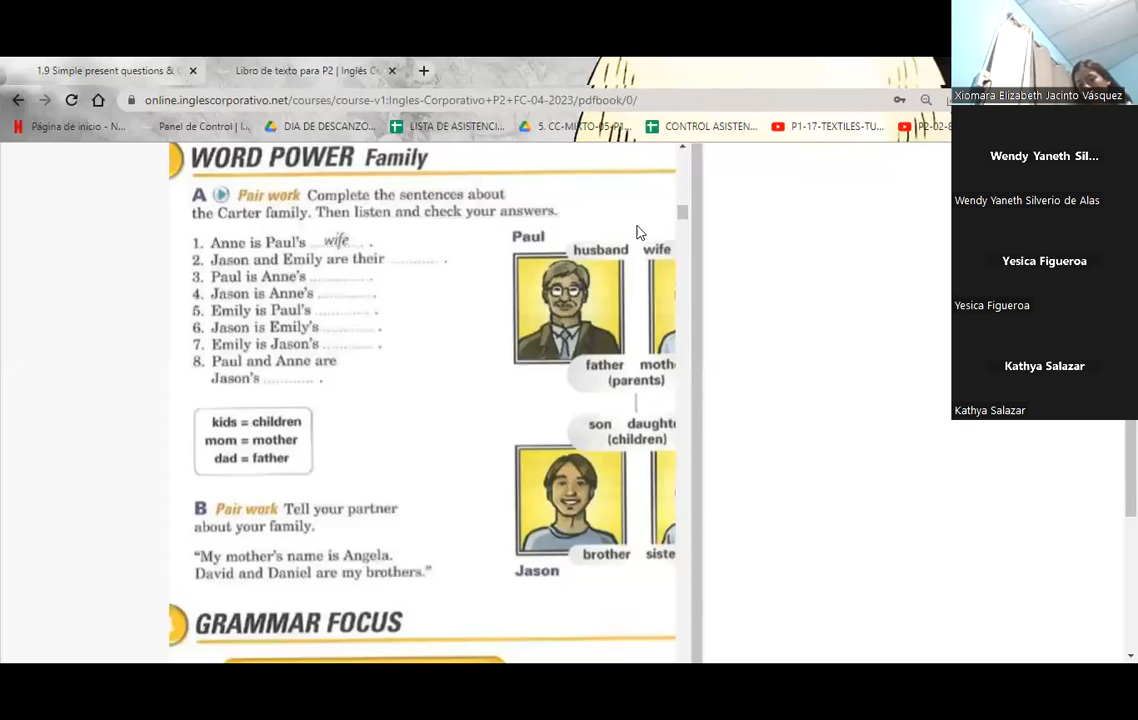 1.9 Simple present questions & C
Libro de texto para P2 | Inglés C
online.inglescorporativo.net/courses/course-v1:Ingles-Corporativo+P2+FC-04-2023/pdfbook/0/
Página de inicio - N...
Panel de Control | I...
DIA DE DESCANZO...
LISTA DE ASISTENCI...
5. CC-MIXTO-05-P1...
CONTROL ASISTEN...
P1-17-TEXTILES-TU...
WORD POWER Family
A Pair work Complete the sentences about
the Carter family. Then listen and check your answers.
1. Anne is Paul's wife .
2. Jason and Emily are their .......... .
3. Paul is Anne's .......... .
4. Jason is Anne's .......... .
5. Emily is Paul's .......... .
6. Jason is Emily's .......... .
7. Emily is Jason's .......... .
8. Paul and Anne are
Jason's .......... .
kids = children
mom = mother
dad = father
B Pair work Tell your partner
about your family.
"My mother's name is Angela.
David and Daniel are my brothers."
Paul
husband wife
father moth
(parents)
son daught
(children)
brother siste
Jason
GRAMMAR FOCUS
Xiomara Elizabeth Jacinto Vásquez
Wendy Yaneth Sil...
Wendy Yaneth Silverio de Alas
Yesica Figueroa
Yesica Figueroa
Kathya Salazar
Kathya Salazar